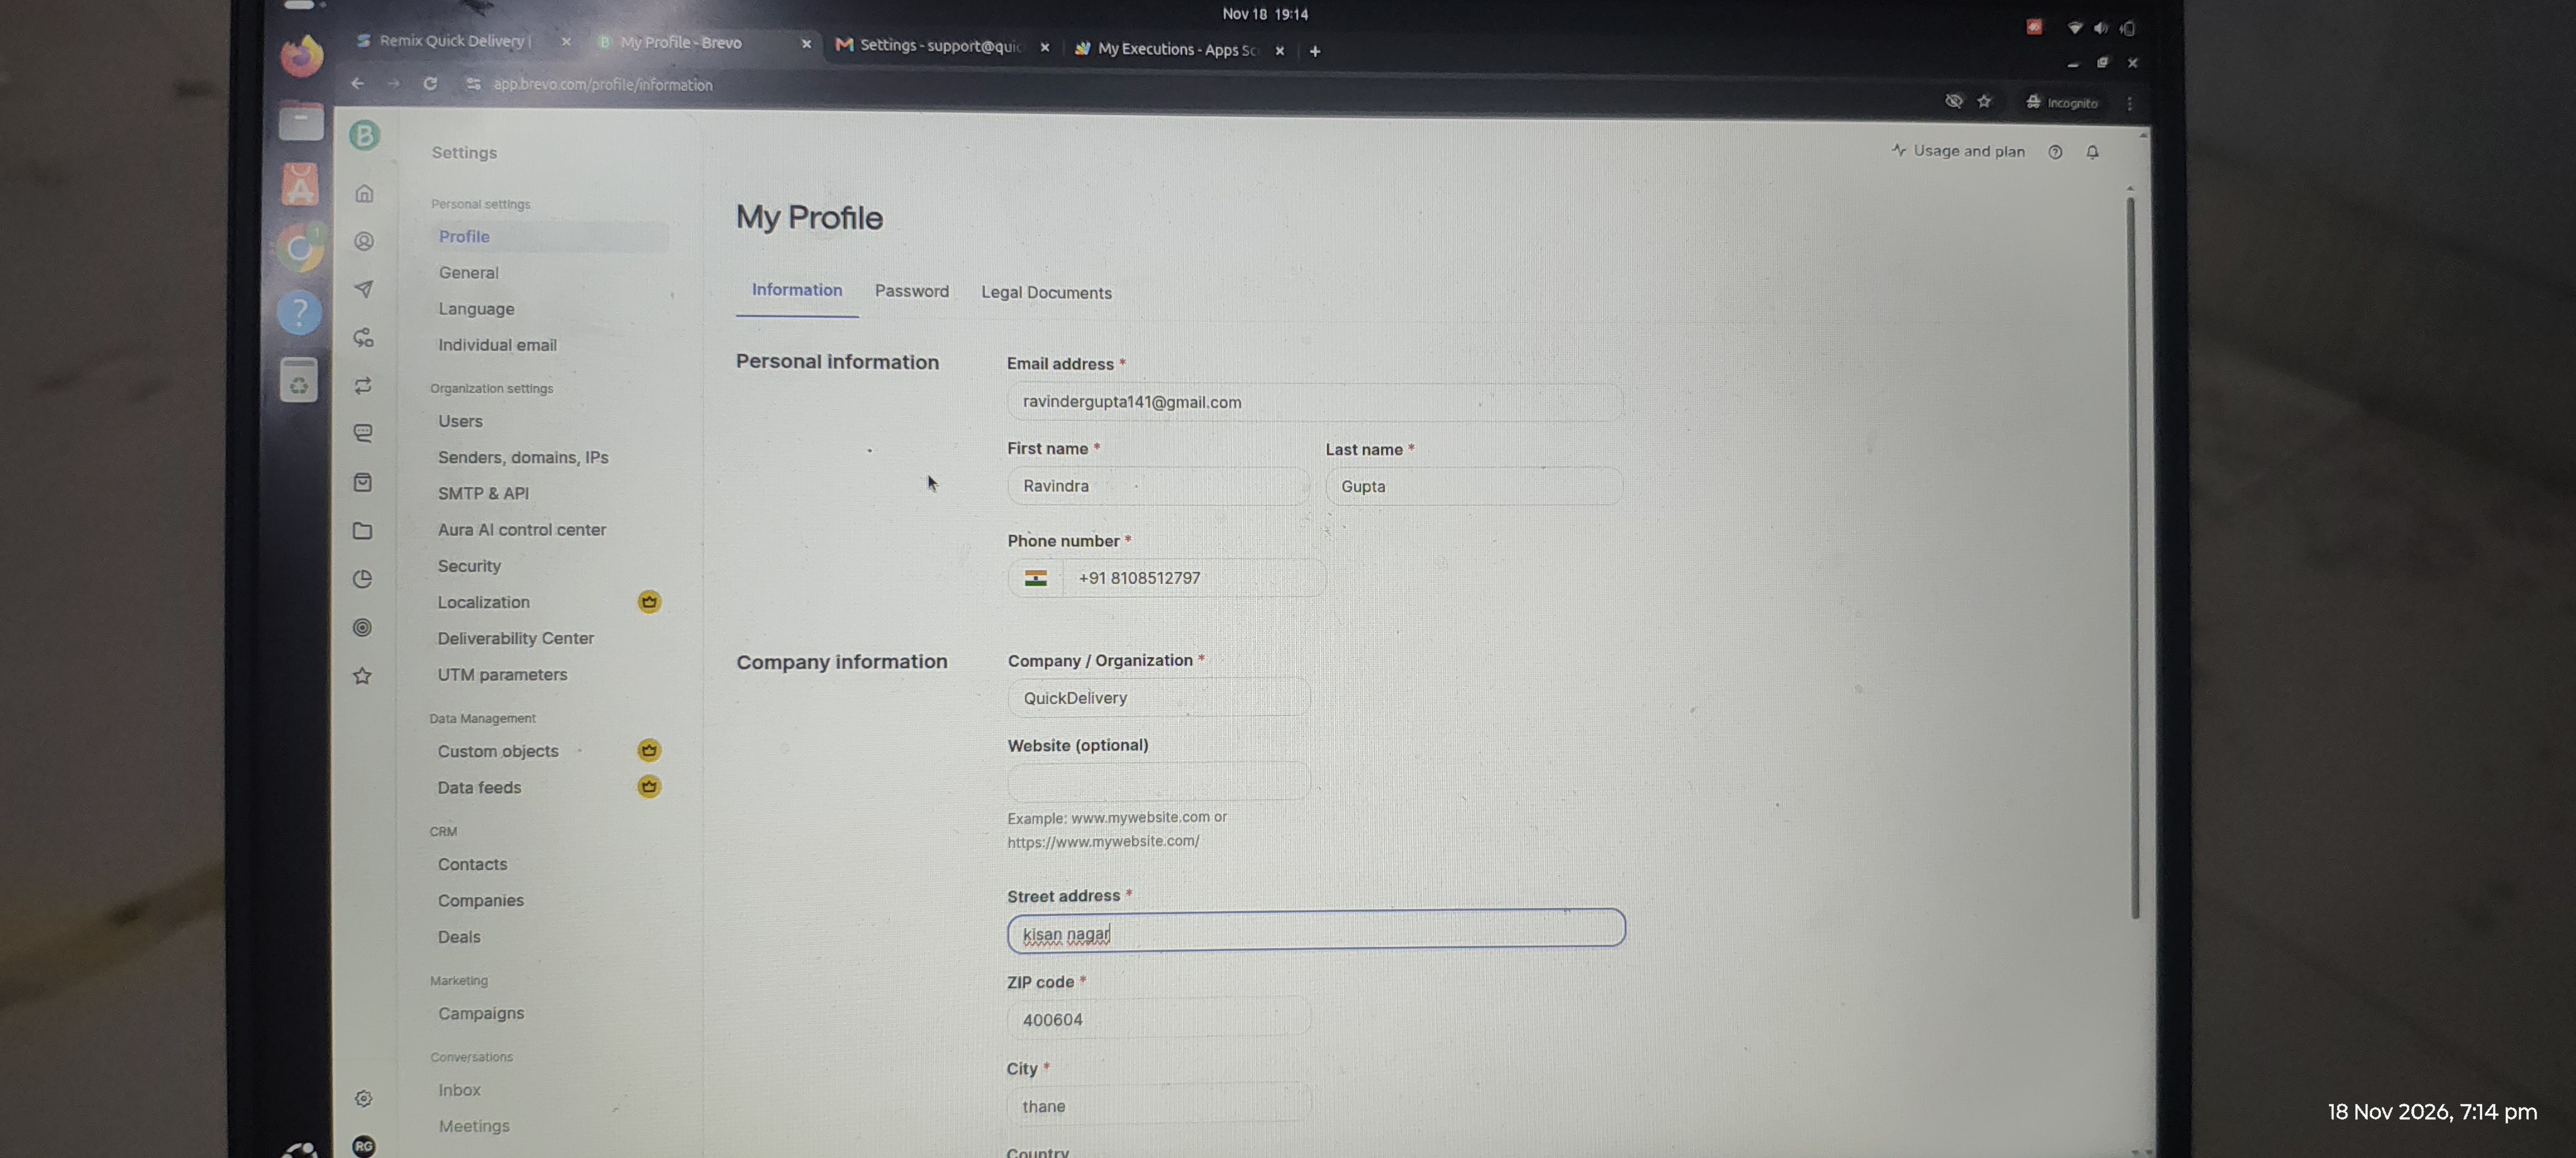 Nov 18 19:14
Remix Quick Delivery |
My Profile - Brevo
Settings - support@quic
My Executions - Apps Sc
app.brevo.com/profile/information
Incognito
Settings
Usage and plan
Personal settings
Profile
General
Language
Individual email
Organization settings
Users
Senders, domains, IPs
SMTP & API
Aura AI control center
Security
Localization
Deliverability Center
UTM parameters
Data Management
Custom objects
Data feeds
CRM
Contacts
Companies
Deals
Marketing
Campaigns
Conversations
Inbox
Meetings
RG
My Profile
Information Password Legal Documents
Personal information
Email address *
ravindergupta141@gmail.com
First name * Last name *
Ravindra Gupta
Phone number *
+91 8108512797
Company information
Company / Organization *
QuickDelivery
Website (optional)
Example: www.mywebsite.com or
https://www.mywebsite.com/
Street address *
kisan nagar
ZIP code *
400604
City *
thane
Country
18 Nov 2026, 7:14 pm